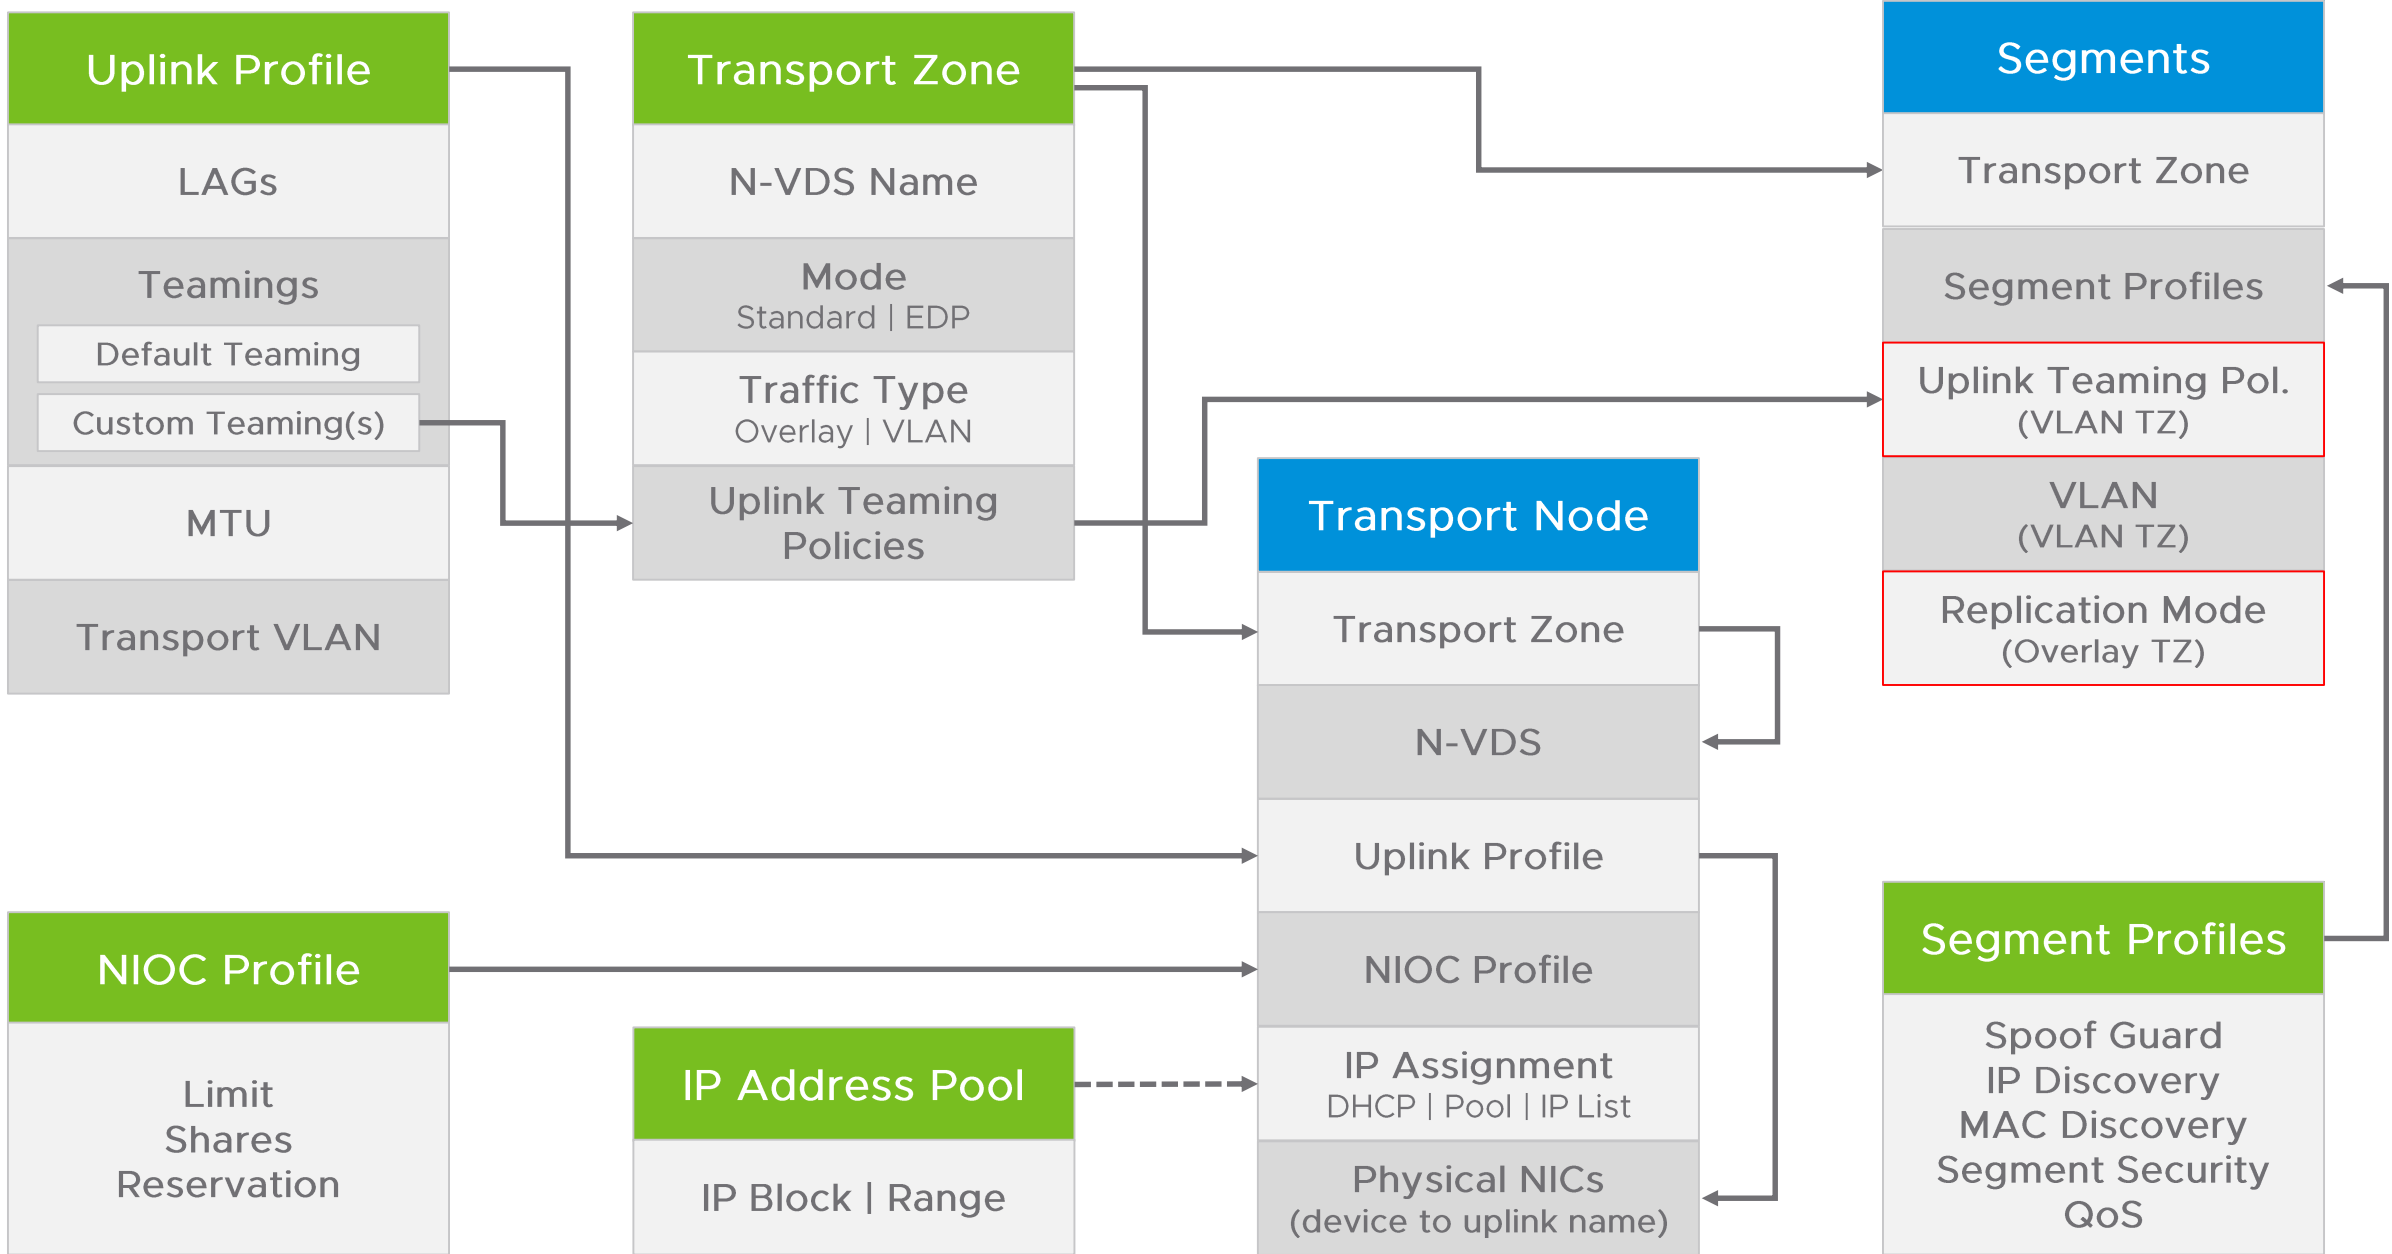 Uplink Profile
LAGs
Teamings
Default Teaming
Custom Teaming(s)
MTU
Transport VLAN
Transport Zone
N-VDS Name
Mode
Standard | EDP
Traffic Type
Overlay | VLAN
Uplink Teaming
Policies
Segments
Transport Zone
Segment Profiles
Uplink Teaming Pol.
(VLAN TZ)
VLAN
(VLAN TZ)
Replication Mode
(Overlay TZ)
Transport Node
Transport Zone
N-VDS
Uplink Profile
NIOC Profile
IP Assignment
DHCP | Pool | IP List
Physical NICs
(device to uplink name)
NIOC Profile
Limit
Shares
Reservation
IP Address Pool
IP Block | Range
Segment Profiles
Spoof Guard
IP Discovery
MAC Discovery
Segment Security
QoS